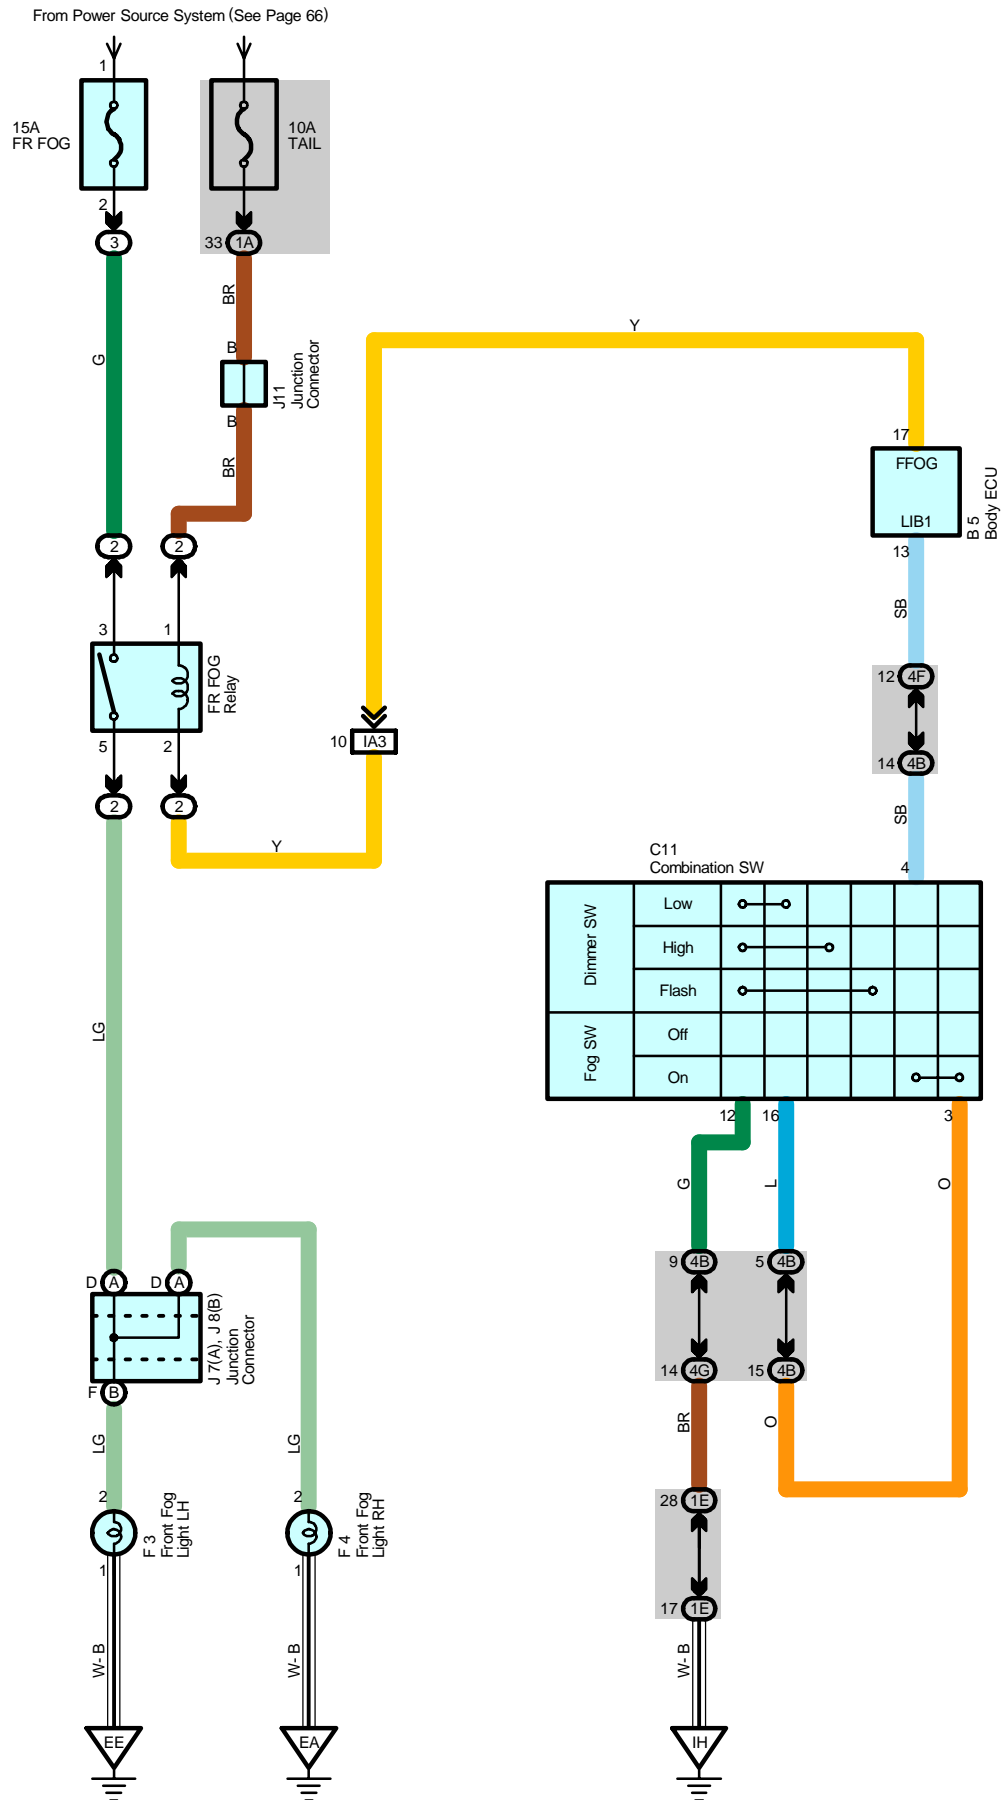 From Power Source System (See Page 66)
1
15A
FR FOG
10A
TAIL
2
3
33
1A
BR
G
B
J11
Junction
Connector
B
BR
Y
17
FFOG
LIB1
B 5
Body ECU
13
SB
2
2
3
1
FR FOG
Relay
5
2
2
2
10
IA3
Y
12
4F
14
4B
SB
C11
Combination SW
4
Dimmer SW
Low
High
Flash
Fog SW
Off
On
12
16
3
LG
G
L
O
9
4B
5
4B
14
4G
15
4B
D
A
D
A
J 7(A), J 8(B)
Junction
Connector
F
B
BR
O
LG
LG
28
1E
17
1E
2
F 3
Front Fog
Light LH
1
2
F 4
Front Fog
Light RH
1
W- B
W- B
W- B
EE
EA
IH